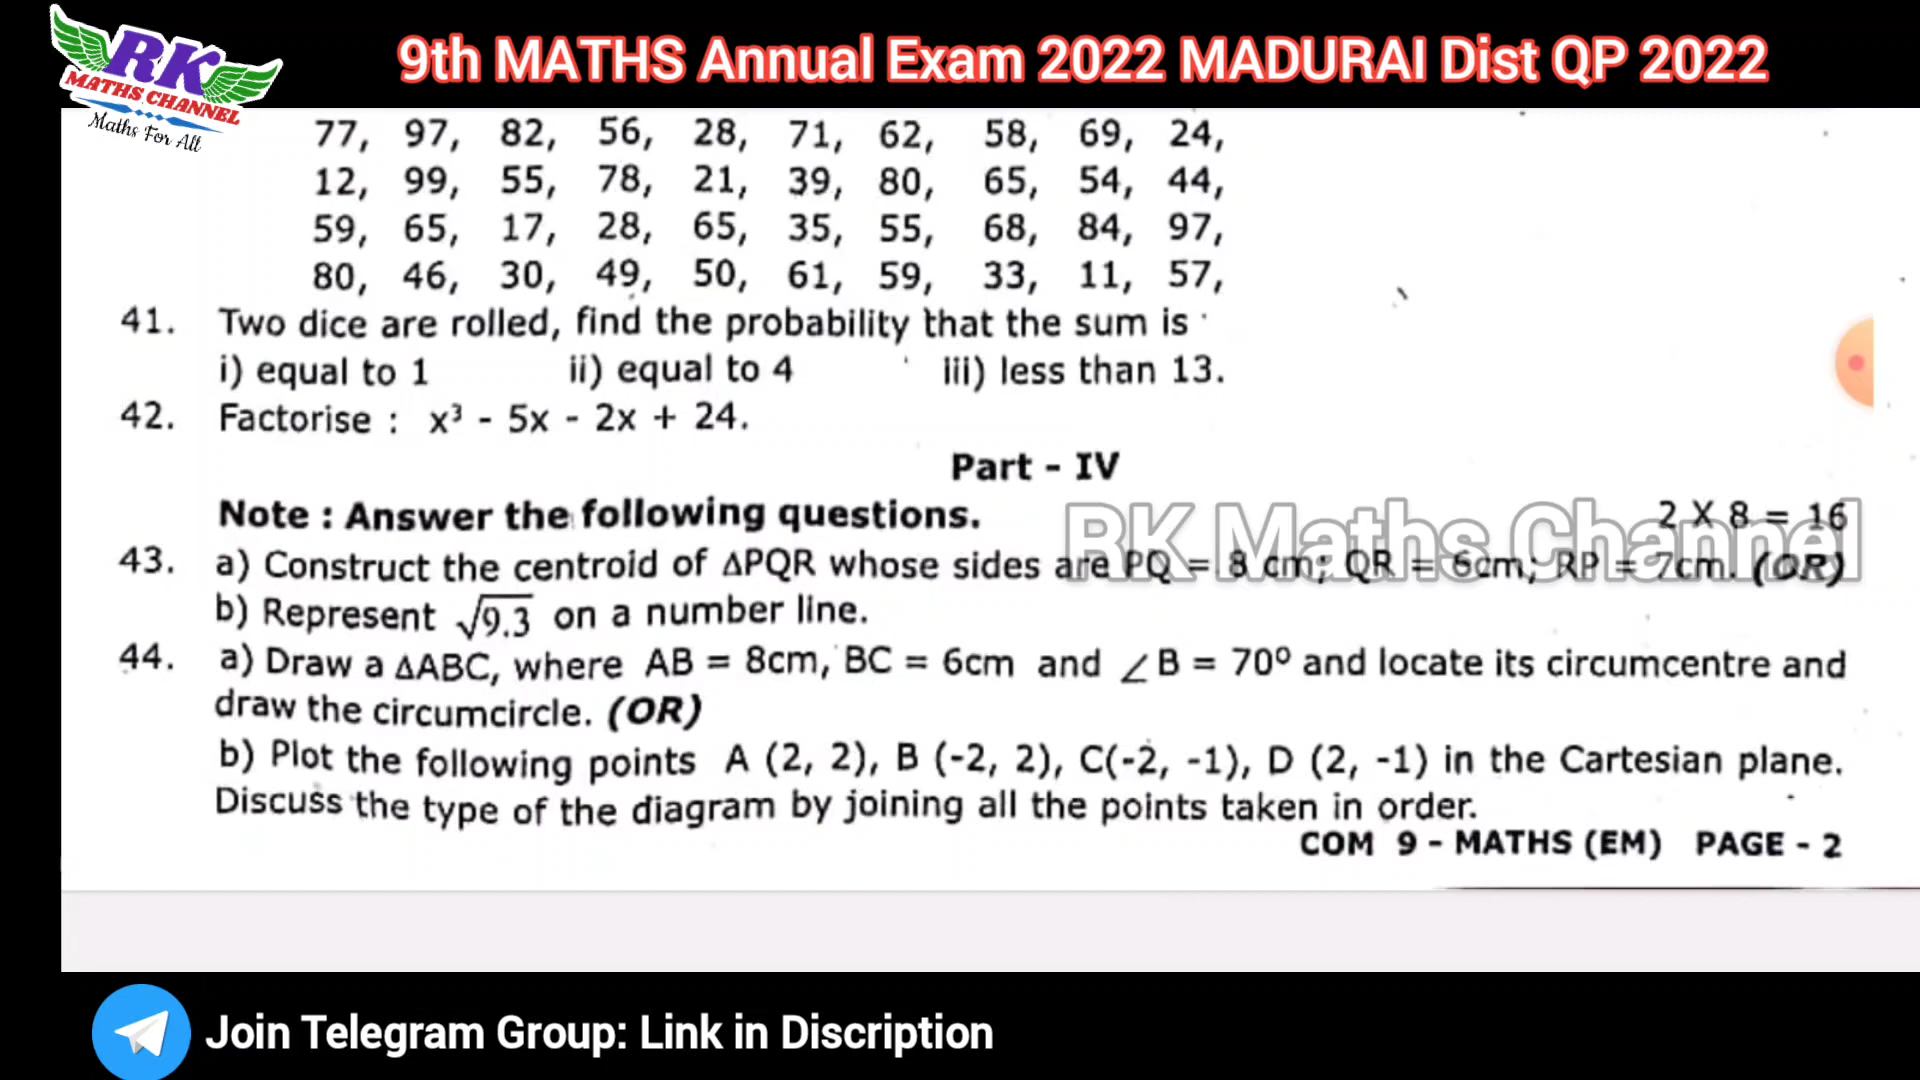 RK
MATHS CHANNEL
Maths For All
9th MATHS Annual Exam 2022 MADURAI Dist QP 2022
77, 97, 82, 56, 28, 71, 62, 58, 69, 24,
12, 99, 55, 78, 21, 39, 80, 65, 54, 44,
59, 65, 17, 28, 65, 35, 55, 68, 84, 97,
80, 46, 30, 49, 50, 61, 59, 33, 11, 57,
41. Two dice are rolled, find the probability that the sum is
i) equal to 1 ii) equal to 4 iii) less than 13.
42. Factorise : x³ - 5x - 2x + 24.
Part - IV
Note : Answer the following questions. 2 X 8 = 16
RK Maths Channel
43. a) Construct the centroid of ΔPQR whose sides are PQ = 8 cm; QR = 6cm; RP = 7cm. (OR)
b) Represent √9.3 on a number line.
44. a) Draw a ΔABC, where AB = 8cm, BC = 6cm and ∠B = 70⁰ and locate its circumcentre and
draw the circumcircle. (OR)
b) Plot the following points A (2, 2), B (-2, 2), C(-2, -1), D (2, -1) in the Cartesian plane.
Discuss the type of the diagram by joining all the points taken in order.
COM 9 - MATHS (EM) PAGE - 2
Join Telegram Group: Link in Discription